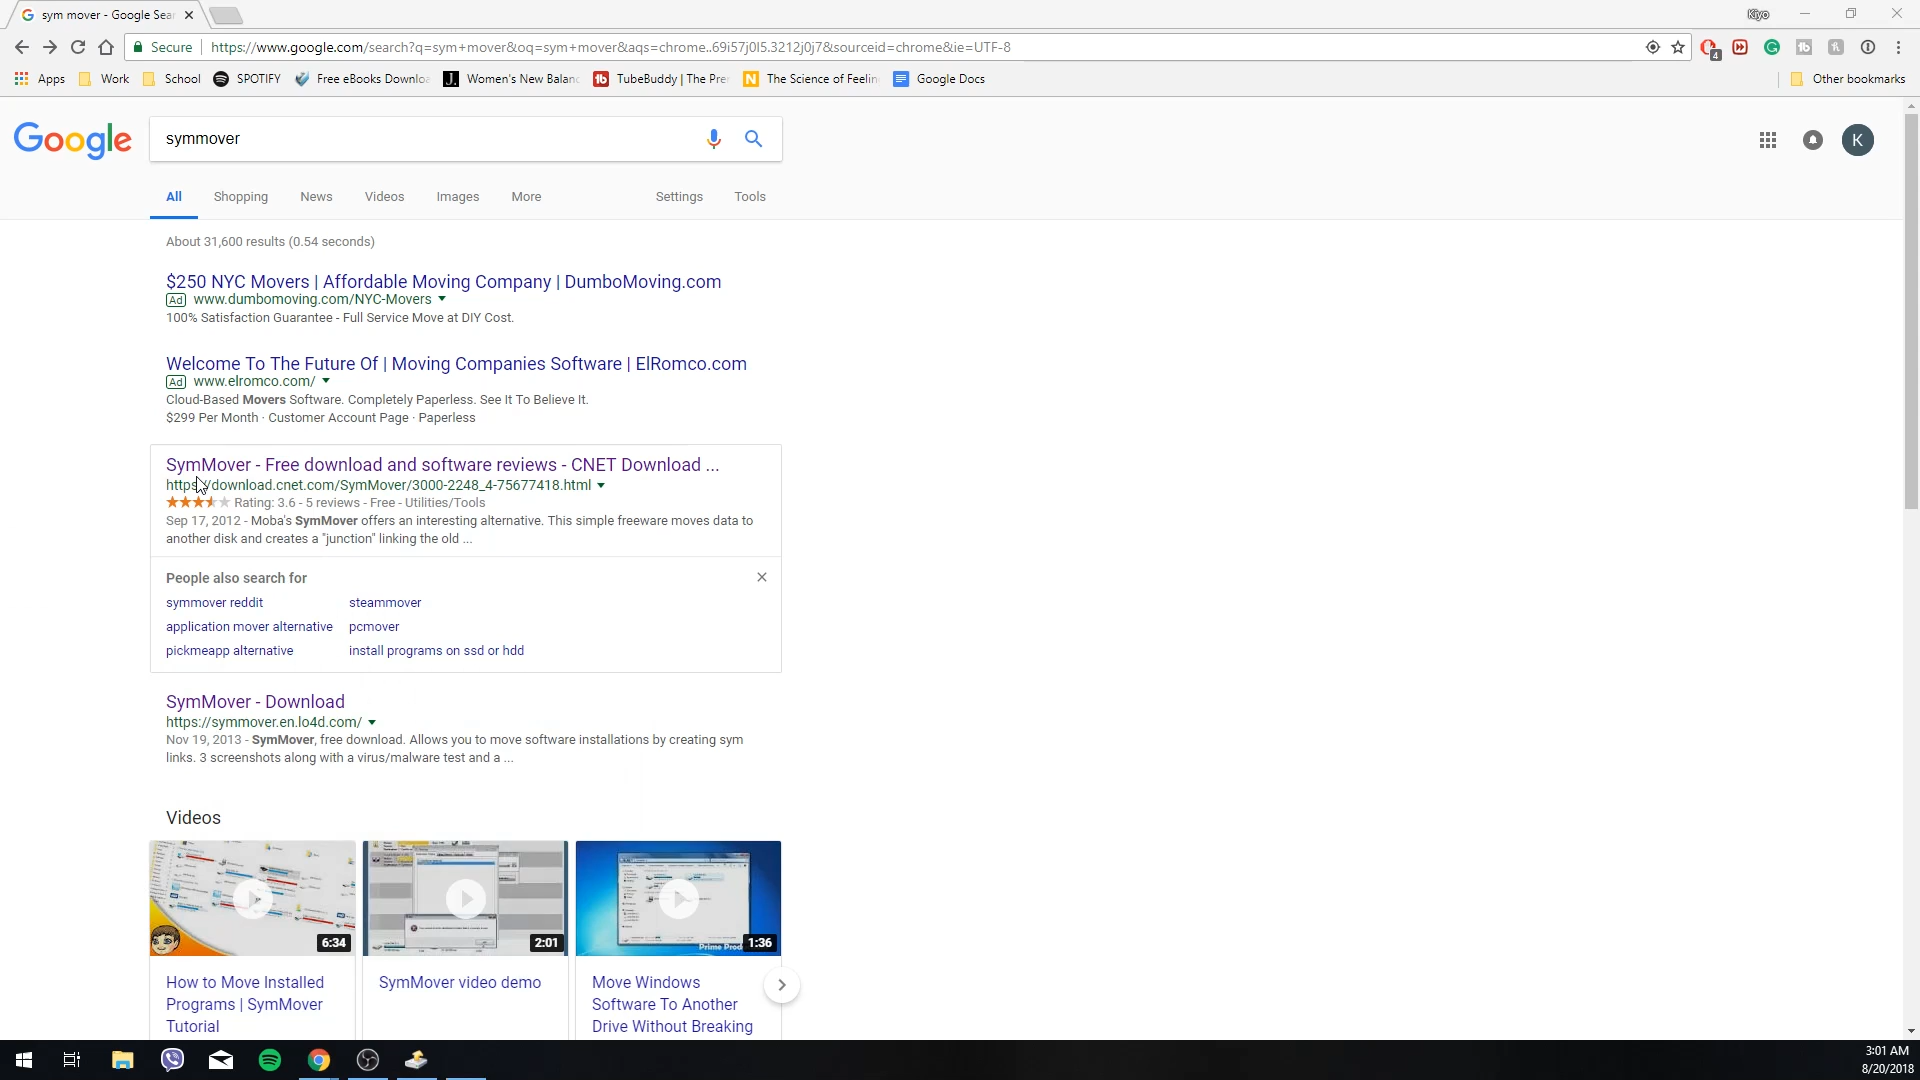 sym mover - Google Sear
Kiyo
Secure
https://www.google.com/search?q=sym+mover&oq=sym+mover&aqs=chrome..69i57j0l5.3212j0j7&sourceid=chrome&ie=UTF-8
4
Apps Work School SPOTIFY Free eBooks Downlo J. Women's New Balanc TubeBuddy | The Pre N The Science of Feelin Google Docs Other bookmarks
Google
symmover
K
All Shopping News Videos Images More Settings Tools
About 31,600 results (0.54 seconds)
$250 NYC Movers | Affordable Moving Company | DumboMoving.com
Ad www.dumbomoving.com/NYC-Movers
100% Satisfaction Guarantee - Full Service Move at DIY Cost.
Welcome To The Future Of | Moving Companies Software | ElRomco.com
Ad www.elromco.com/
Cloud-Based Movers Software. Completely Paperless. See It To Believe It.
$299 Per Month · Customer Account Page · Paperless
SymMover - Free download and software reviews - CNET Download ...
https://download.cnet.com/SymMover/3000-2248_4-75677418.html
Rating: 3.6 - 5 reviews - Free - Utilities/Tools
Sep 17, 2012 - Moba's SymMover offers an interesting alternative. This simple freeware moves data to
another disk and creates a "junction" linking the old ...
People also search for
symmover reddit steammover
application mover alternative pcmover
pickmeapp alternative install programs on ssd or hdd
SymMover - Download
https://symmover.en.lo4d.com/
Nov 19, 2013 - SymMover, free download. Allows you to move software installations by creating sym
links. 3 screenshots along with a virus/malware test and a ...
Videos
6:34 2:01 Prime Prod 1:36
How to Move Installed
Programs | SymMover
Tutorial
SymMover video demo
Move Windows
Software To Another
Drive Without Breaking
3:01 AM
8/20/2018